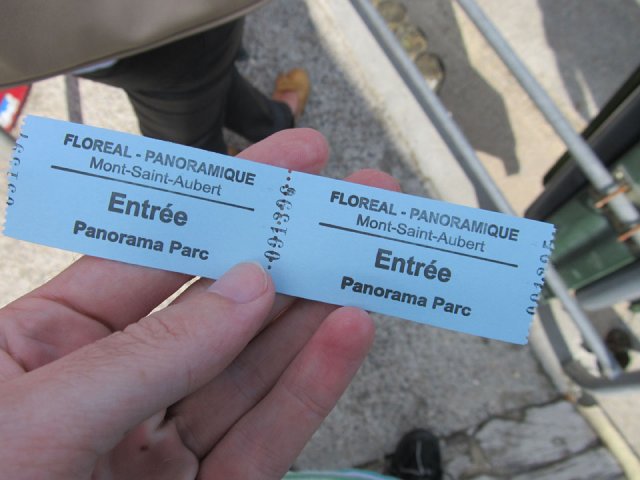 FLOREAL - PANORAMIQUE
Mont-Saint-Aubert
Entrée
Panorama Parc
FLOREAL - PANORAMIQUE
Mont-Saint-Aubert
Entrée
Panorama Parc